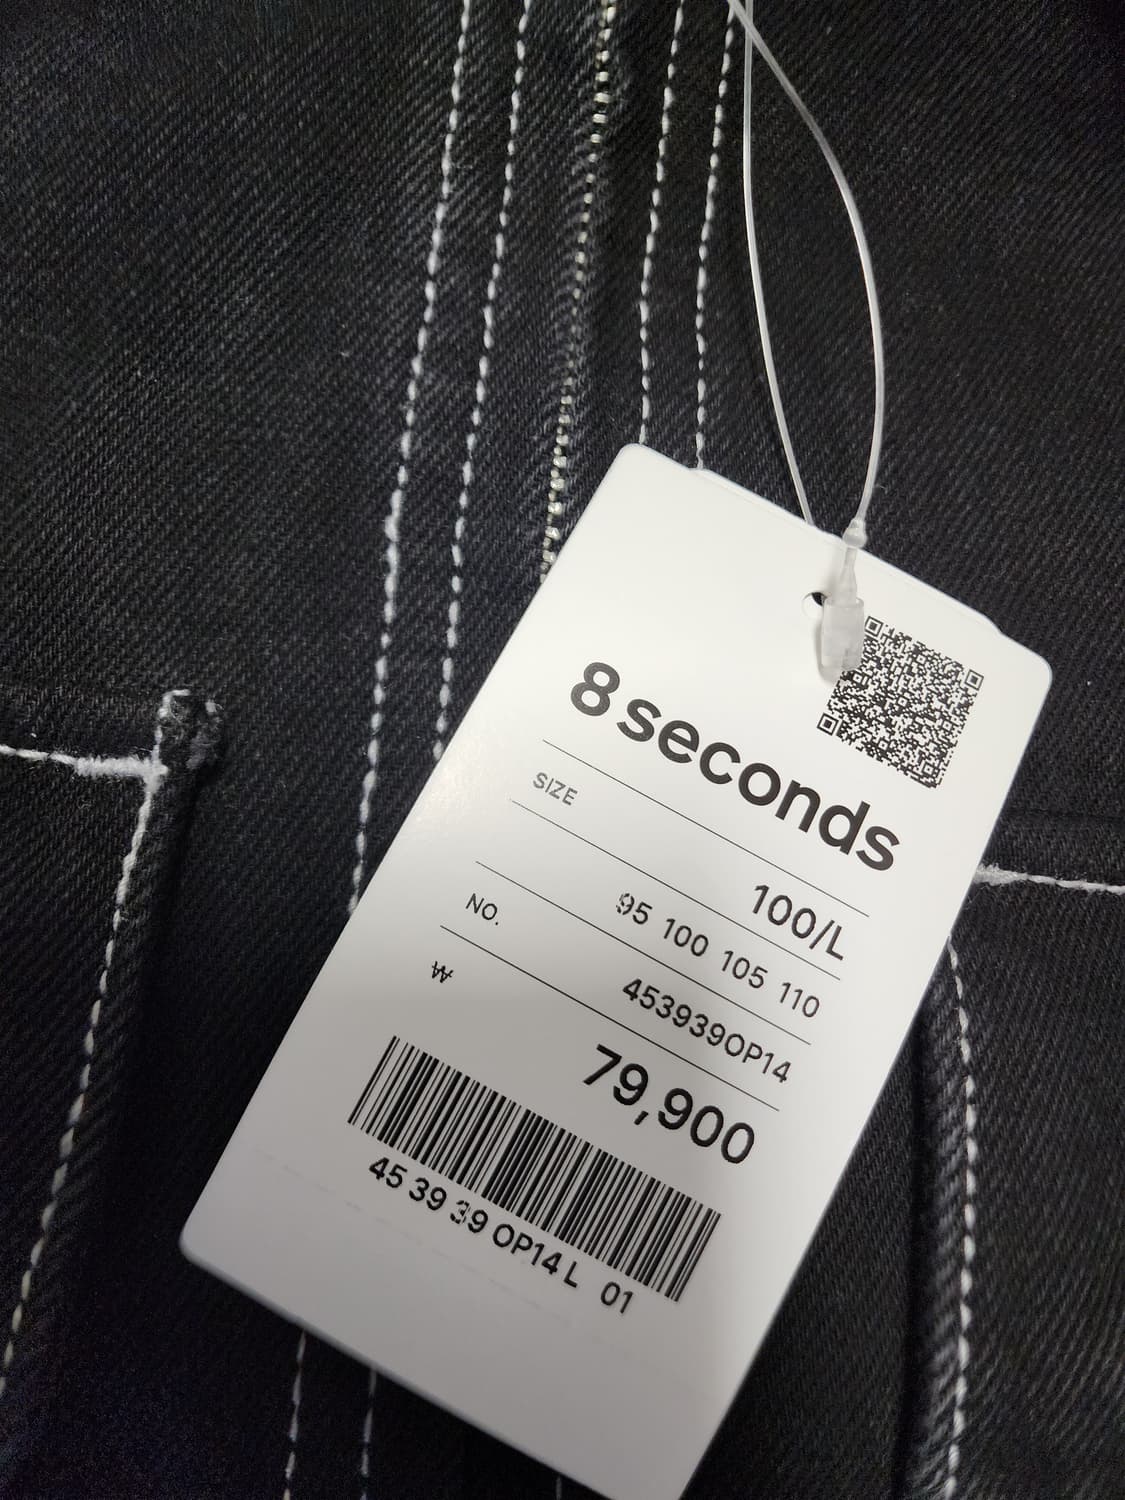 8 seconds
SIZE 100/L
95 100 105 110
NO. 453939OP14
₩ 79,900
45 39 39 OP14 L 01